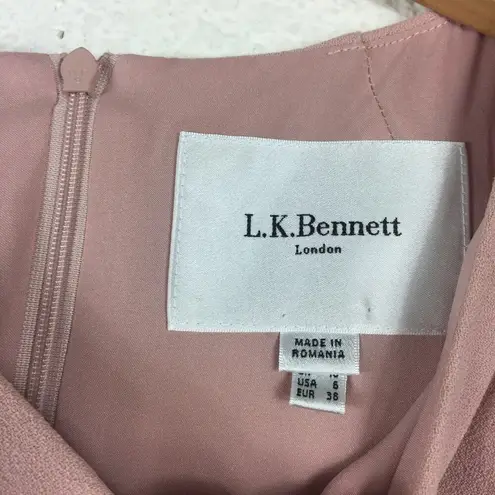 L.K.Bennett
London
MADE IN
ROMANIA
USA 6
EUR 38